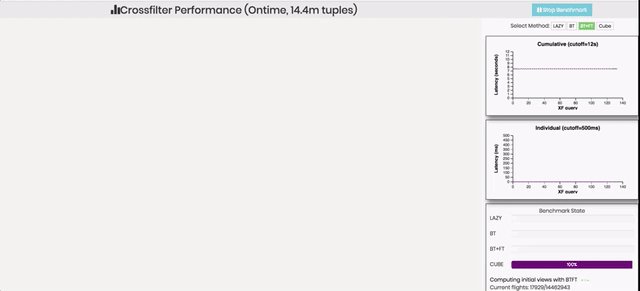 Crossfilter Performance (Ontime, 14.4m tuples)
Stop Benchmark
Select Method: LAZY BT BT+FT Cube
Cumulative (cutoff=12s)
Latency (seconds)
12
11
10
9
8
7
6
5
4
3
2
1
0
0 20 40 60 80 100 120 140
XF query
Individual (cutoff=500ms)
Latency (ms)
500
450
400
350
300
250
200
150
100
50
0
0 20 40 60 80 100 120 140
XF query
Benchmark State
LAZY
BT
BT+FT
CUBE 100%
Computing initial views with BTFT
Current flights: 17929/14462943